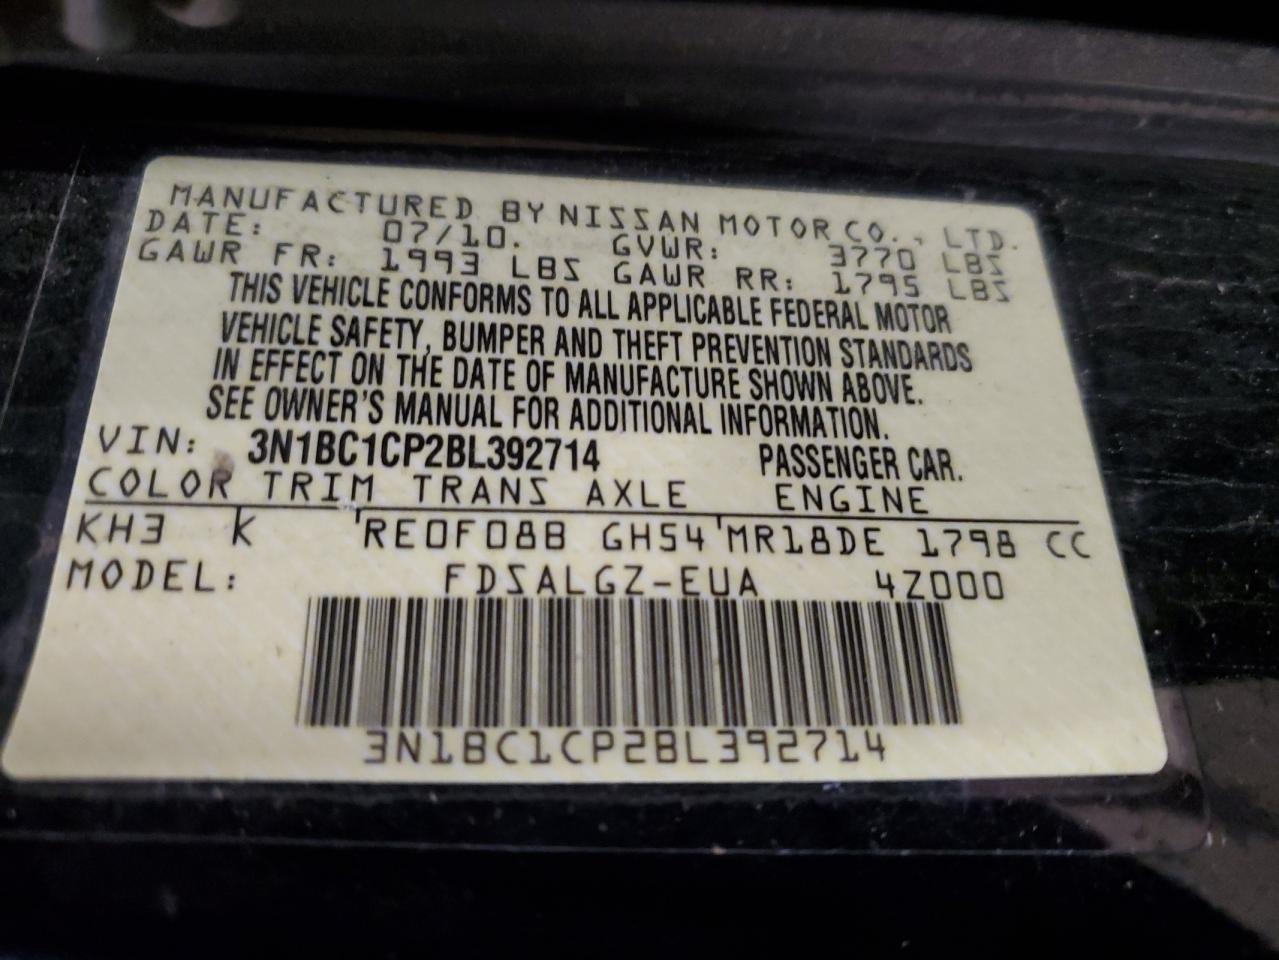 MANUFACTURED BY NISSAN MOTOR CO., LTD.
DATE: 07/10. GVWR: 3770 LBS
GAWR FR: 1993 LBS GAWR RR: 1795 LBS
THIS VEHICLE CONFORMS TO ALL APPLICABLE FEDERAL MOTOR
VEHICLE SAFETY, BUMPER AND THEFT PREVENTION STANDARDS
IN EFFECT ON THE DATE OF MANUFACTURE SHOWN ABOVE.
SEE OWNER'S MANUAL FOR ADDITIONAL INFORMATION.
VIN: 3N1BC1CP2BL392714 PASSENGER CAR.
COLOR TRIM TRANS AXLE ENGINE
KH3 K RE0F08B GH54 MR18DE 1798 CC
MODEL: FDSALGZ-EUA 4Z000
3N1BC1CP2BL392714